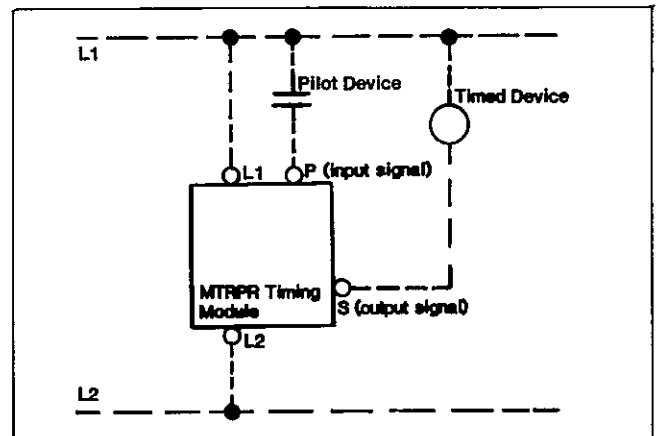 L1
Pilot Device
Timed Device
L1
P (input signal)
MTRPR Timing
Module
S (output signal)
L2
L2